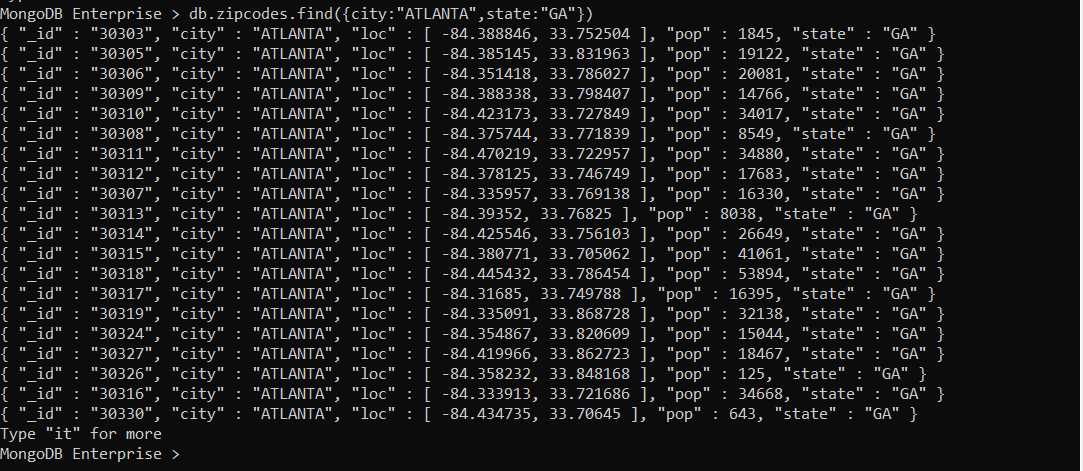 MongoDB Enterprise > db.zipcodes.find({city:"ATLANTA",state:"GA"})
{ "_id" : "30303", "city" : "ATLANTA", "loc" : [ -84.388846, 33.752504 ], "pop" : 1845, "state" : "GA" }
{ "_id" : "30305", "city" : "ATLANTA", "loc" : [ -84.385145, 33.831963 ], "pop" : 19122, "state" : "GA" }
{ "_id" : "30306", "city" : "ATLANTA", "loc" : [ -84.351418, 33.786027 ], "pop" : 20081, "state" : "GA" }
{ "_id" : "30309", "city" : "ATLANTA", "loc" : [ -84.388338, 33.798407 ], "pop" : 14766, "state" : "GA" }
{ "_id" : "30310", "city" : "ATLANTA", "loc" : [ -84.423173, 33.727849 ], "pop" : 34017, "state" : "GA" }
{ "_id" : "30308", "city" : "ATLANTA", "loc" : [ -84.375744, 33.771839 ], "pop" : 8549, "state" : "GA" }
{ "_id" : "30311", "city" : "ATLANTA", "loc" : [ -84.470219, 33.722957 ], "pop" : 34880, "state" : "GA" }
{ "_id" : "30312", "city" : "ATLANTA", "loc" : [ -84.378125, 33.746749 ], "pop" : 17683, "state" : "GA" }
{ "_id" : "30307", "city" : "ATLANTA", "loc" : [ -84.335957, 33.769138 ], "pop" : 16330, "state" : "GA" }
{ "_id" : "30313", "city" : "ATLANTA", "loc" : [ -84.39352, 33.76825 ], "pop" : 8038, "state" : "GA" }
{ "_id" : "30314", "city" : "ATLANTA", "loc" : [ -84.425546, 33.756103 ], "pop" : 26649, "state" : "GA" }
{ "_id" : "30315", "city" : "ATLANTA", "loc" : [ -84.380771, 33.705062 ], "pop" : 41061, "state" : "GA" }
{ "_id" : "30318", "city" : "ATLANTA", "loc" : [ -84.445432, 33.786454 ], "pop" : 53894, "state" : "GA" }
{ "_id" : "30317", "city" : "ATLANTA", "loc" : [ -84.31685, 33.749788 ], "pop" : 16395, "state" : "GA" }
{ "_id" : "30319", "city" : "ATLANTA", "loc" : [ -84.335091, 33.868728 ], "pop" : 32138, "state" : "GA" }
{ "_id" : "30324", "city" : "ATLANTA", "loc" : [ -84.354867, 33.820609 ], "pop" : 15044, "state" : "GA" }
{ "_id" : "30327", "city" : "ATLANTA", "loc" : [ -84.419966, 33.862723 ], "pop" : 18467, "state" : "GA" }
{ "_id" : "30326", "city" : "ATLANTA", "loc" : [ -84.358232, 33.848168 ], "pop" : 125, "state" : "GA" }
{ "_id" : "30316", "city" : "ATLANTA", "loc" : [ -84.333913, 33.721686 ], "pop" : 34668, "state" : "GA" }
{ "_id" : "30330", "city" : "ATLANTA", "loc" : [ -84.434735, 33.70645 ], "pop" : 643, "state" : "GA" }
Type "it" for more
MongoDB Enterprise >